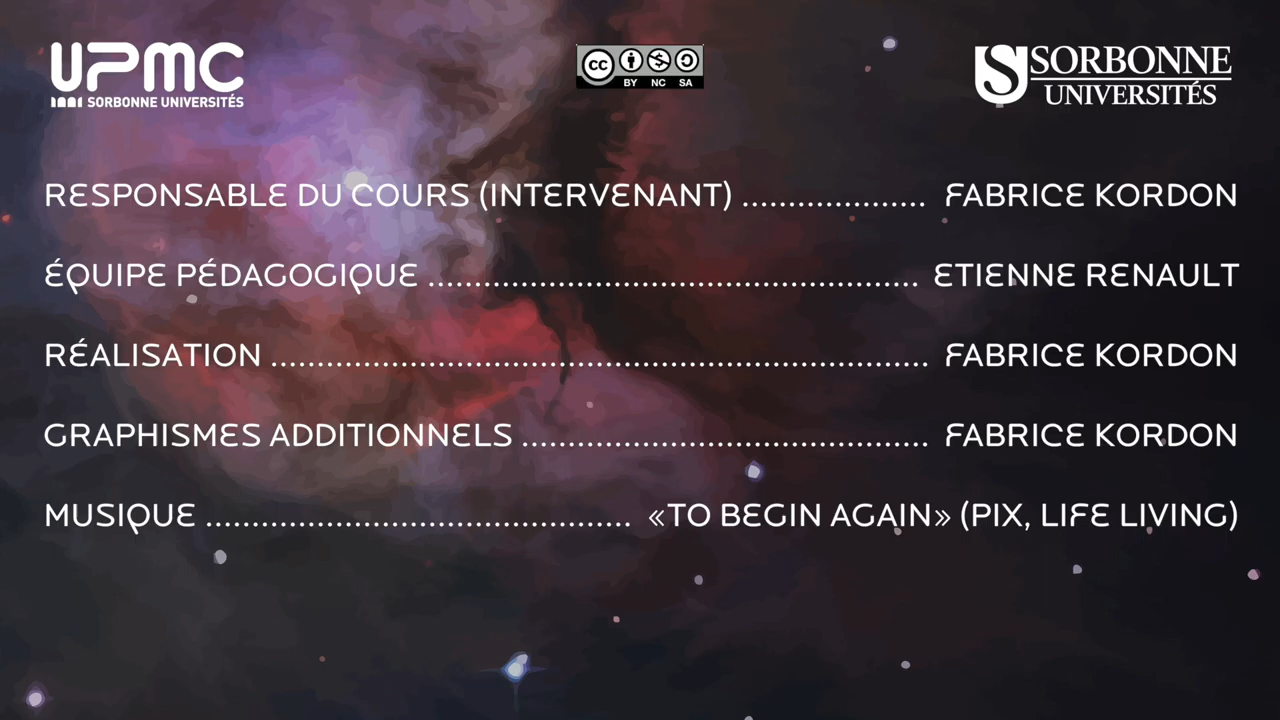 UPMC
SORBONNE UNIVERSITÉS
cc
BY NC SA
SORBONNE
UNIVERSITÉS
RESPONSABLE DU COURS (INTERVENANT) .................... FABRICE KORDON
ÉQUIPE PÉDAGOGIQUE ..................................................... ETIENNE RENAULT
RÉALISATION ....................................................................... FABRICE KORDON
GRAPHISMES ADDITIONNELS ............................................ FABRICE KORDON
MUSIQUE .............................................. «TO BEGIN AGAIN» (PIX, LIFE LIVING)